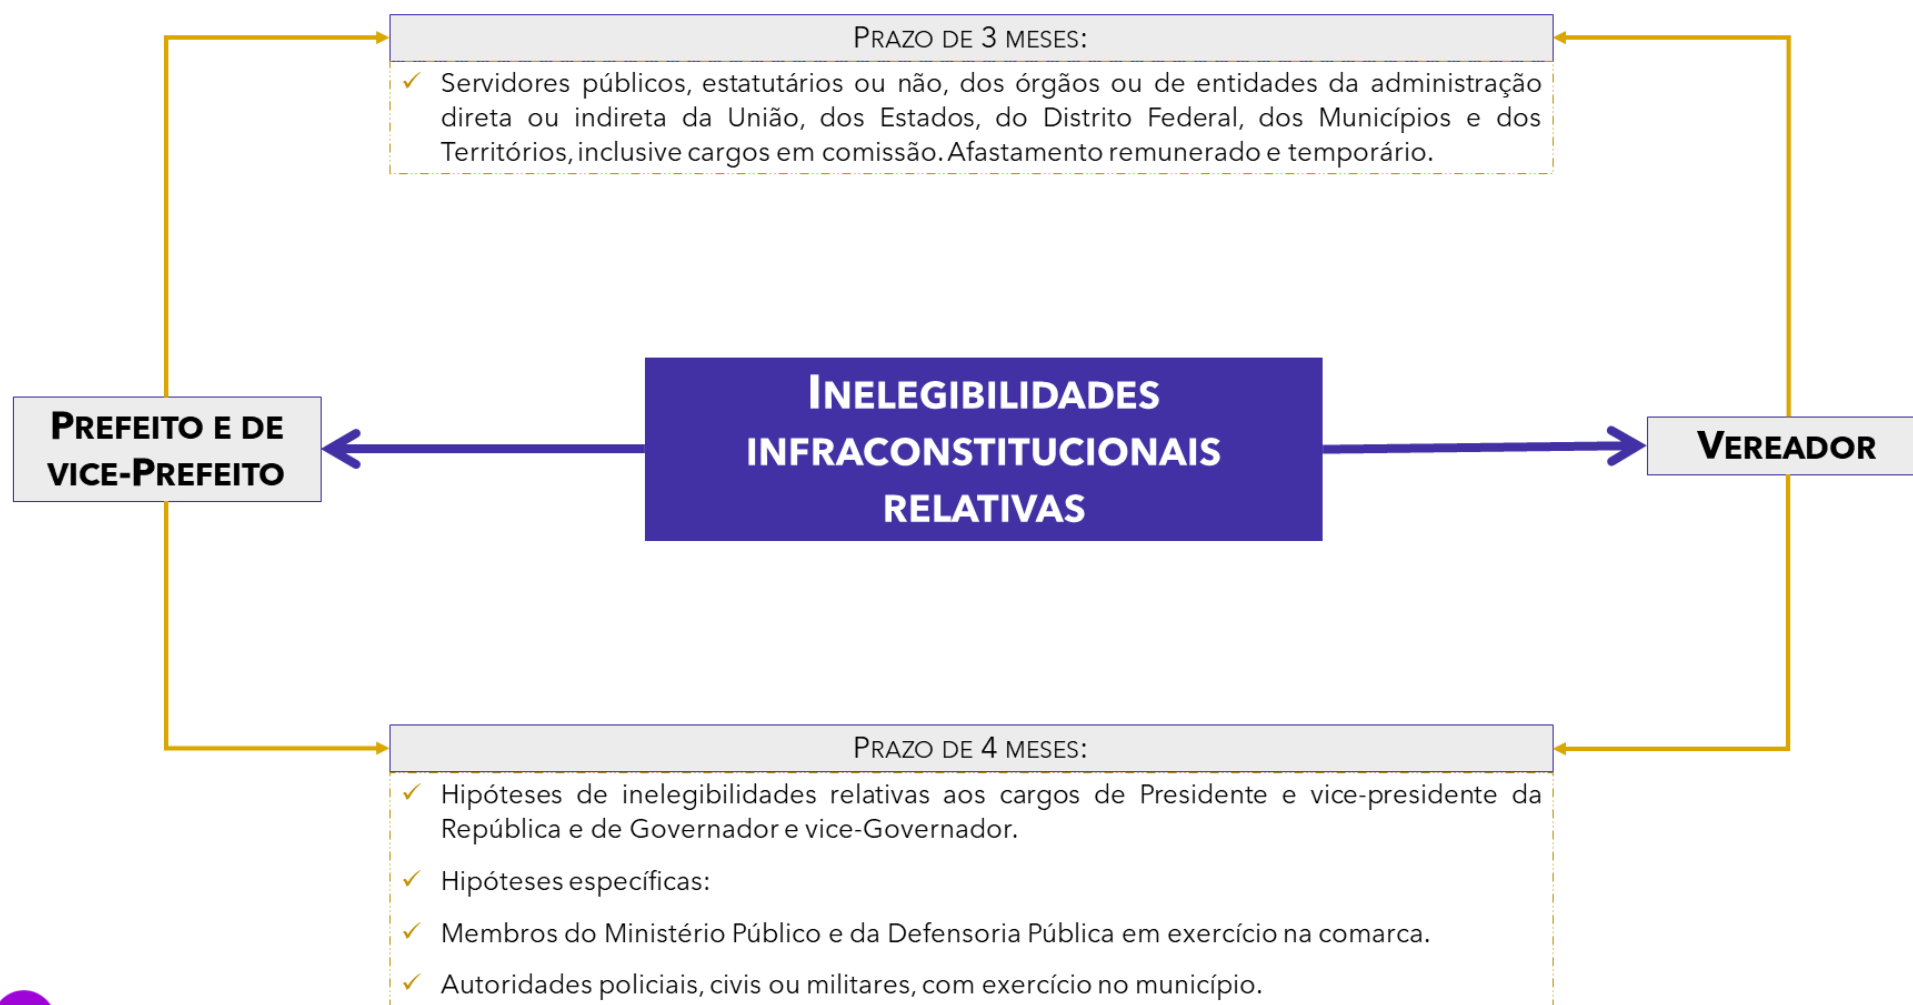 PRAZO DE 3 MESES:
✓ Servidores públicos, estatutários ou não, dos órgãos ou de entidades da administração
direta ou indireta da União, dos Estados, do Distrito Federal, dos Municípios e dos
Territórios, inclusive cargos em comissão. Afastamento remunerado e temporário.
INELEGIBILIDADES
INFRACONSTITUCIONAIS
RELATIVAS
PREFEITO E DE
VICE-PREFEITO
VEREADOR
PRAZO DE 4 MESES:
✓ Hipóteses de inelegibilidades relativas aos cargos de Presidente e vice-presidente da
República e de Governador e vice-Governador.
✓ Hipóteses específicas:
✓ Membros do Ministério Público e da Defensoria Pública em exercício na comarca.
✓ Autoridades policiais, civis ou militares, com exercício no município.